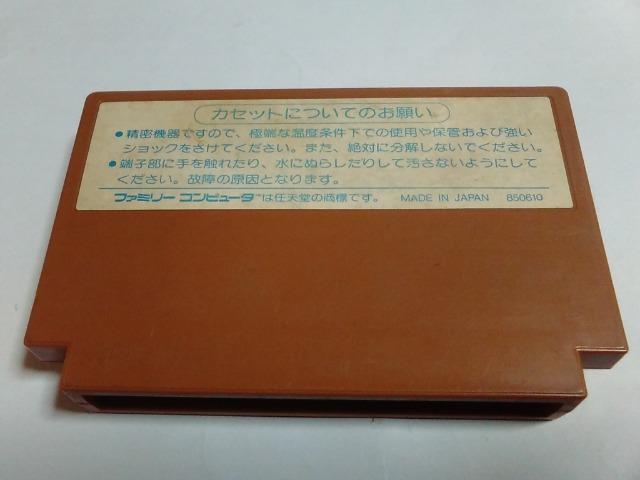 カセットについてのお願い
●精密機器ですので、極端な温度条件下での使用や保管および強い
ショックをさけてください。また、絶対に分解しないでください。
●端子部に手を触れたり、水にぬらしたりして汚さないようにして
ください。故障の原因となります。
ファミリーコンピュータ™は任天堂の商標です。 MADE IN JAPAN 850610